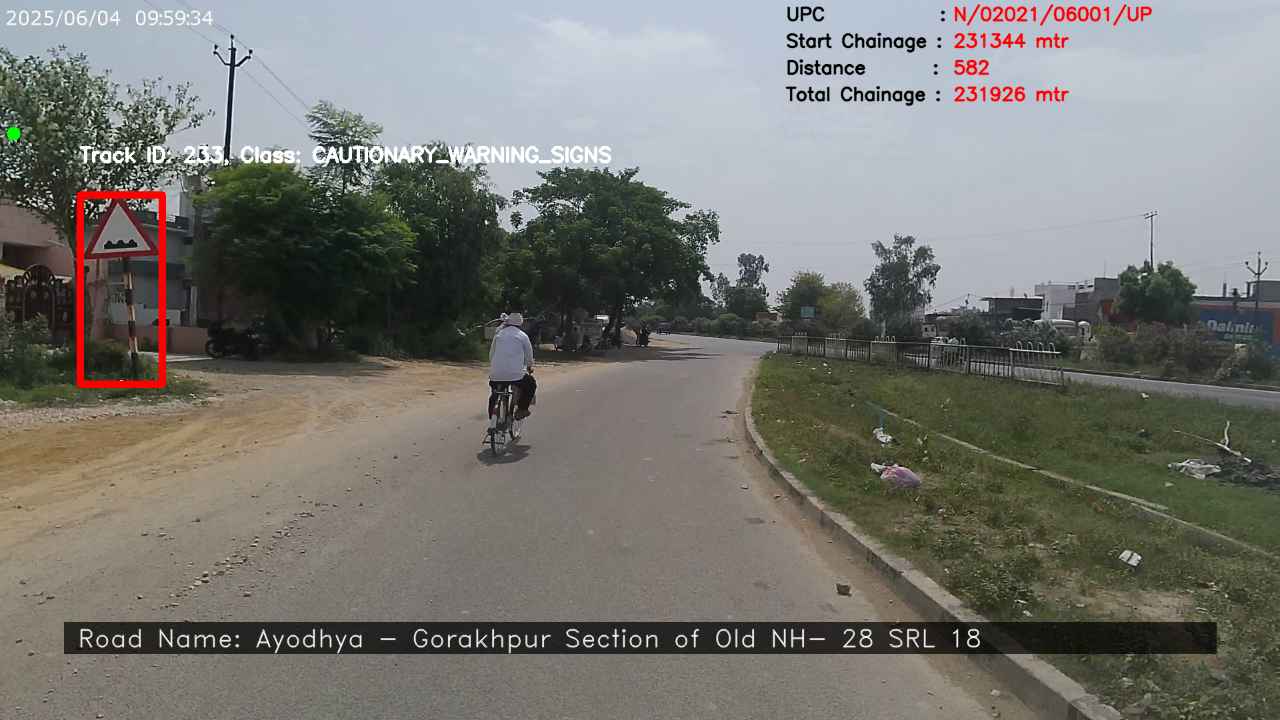 2025/06/04 09:59:34
UPC : N/02021/06001/UP
Start Chainage : 231344 mtr
Distance : 582
Total Chainage : 231926 mtr
Track ID: 233, Class: CAUTIONARY_WARNING_SIGNS
Road Name: Ayodhya - Gorakhpur Section of Old NH- 28 SRL 18